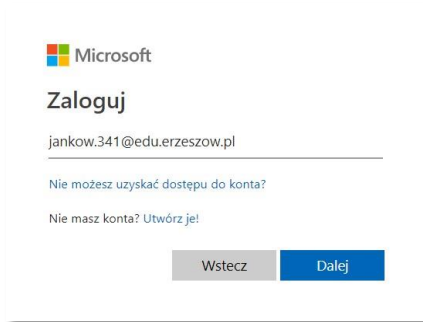 Microsoft
Zaloguj
jankow.341@edu.erzeszow.pl
Nie możesz uzyskać dostępu do konta?
Nie masz konta? Utwórz je!
Wstecz Dalej